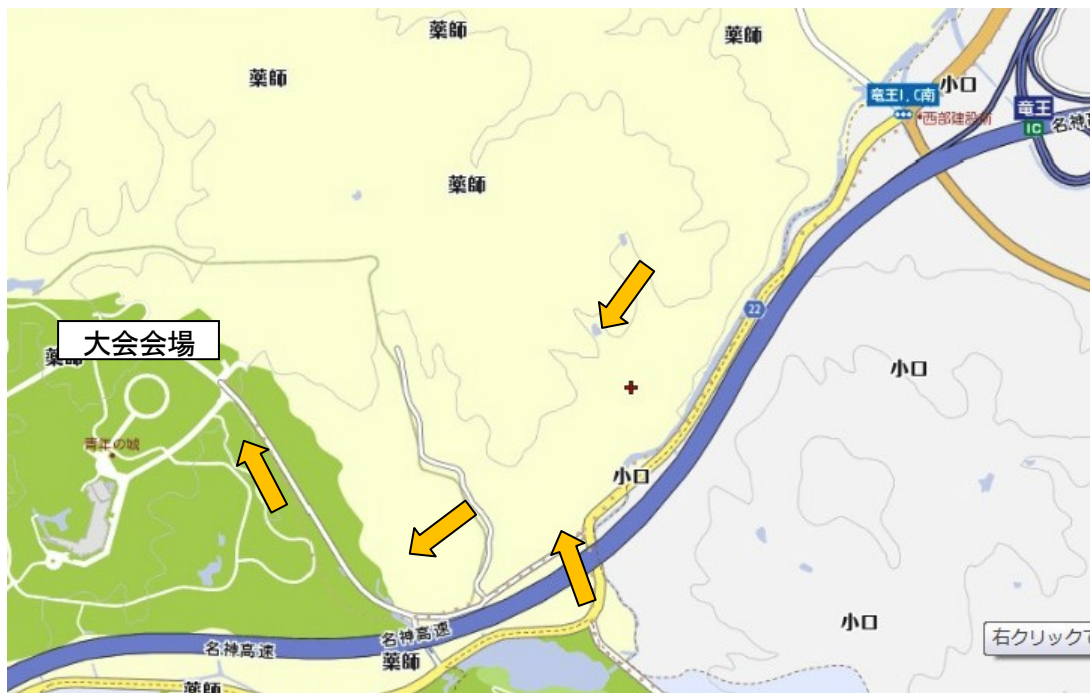 薬師
薬師
薬師
小口
竜王I.C南
西部建設前
竜王
IC
名神高
薬師
22
大会会場
薬師
小口
青年の城
小口
小口
名神高速
名神高速
薬師
薬師
右クリックで